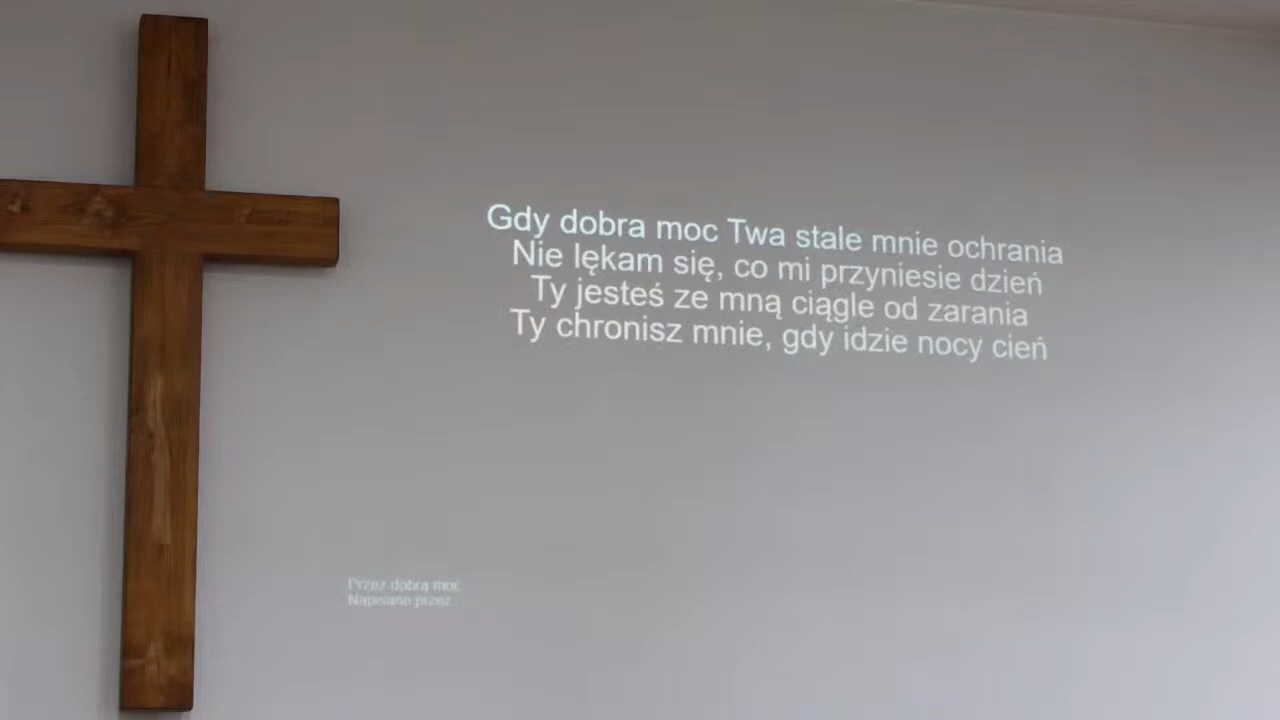 Gdy dobra moc Twa stale mnie ochrania
Nie lękam się, co mi przyniesie dzień
Ty jesteś ze mną ciągle od zarania
Ty chronisz mnie, gdy idzie nocy cień
Przez dobrą moc
Napisano przez